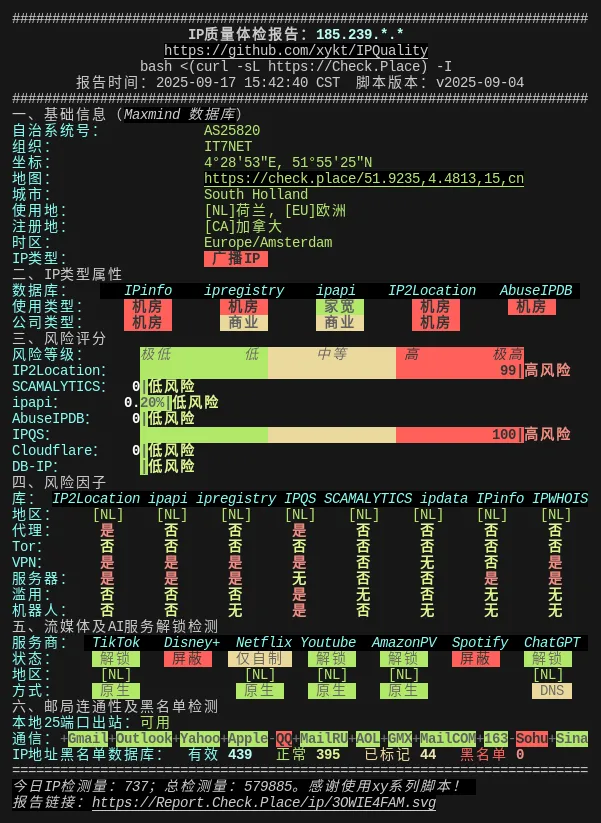 ########################################################################
IP质量体检报告：185.239.*.*
https://github.com/xykt/IPQuality
bash <(curl -sL https://Check.Place) -I
报告时间：2025-09-17 15:42:40 CST  脚本版本：v2025-09-04
########################################################################
一、基础信息（Maxmind 数据库）
自治系统号： AS25820
组织： IT7NET
坐标： 4°28′53″E, 51°55′25″N
地图： https://check.place/51.9235,4.4813,15,cn
城市： South Holland
使用地： [NL]荷兰, [EU]欧洲
注册地： [CA]加拿大
时区： Europe/Amsterdam
IP类型： 广播IP
二、IP类型属性
数据库： IPinfo ipregistry ipapi IP2Location AbuseIPDB
使用类型： 机房 机房 家宽 机房 机房
公司类型： 机房 商业 商业 机房
三、风险评分
风险等级： 极低 低 中等 高 极高
IP2Location： 99|高风险
SCAMALYTICS： 0|低风险
ipapi： 0.20%|低风险
AbuseIPDB： 0|低风险
IPQS： 100|高风险
Cloudflare： 0|低风险
DB-IP： |低风险
四、风险因子
库： IP2Location ipapi ipregistry IPQS SCAMALYTICS ipdata IPinfo IPWHOIS
地区： [NL] [NL] [NL] [NL] [NL] [NL] [NL] [NL]
代理： 是 否 否 是 否 否 否 否
Tor： 否 否 否 否 否 否 否 否
VPN： 是 是 是 是 否 无 否 是
服务器： 是 是 是 无 否 否 是 是
滥用： 否 否 否 是 无 否 无 无
机器人： 否 否 无 是 否 无 无 无
五、流媒体及AI服务解锁检测
服务商： TikTok Disney+ Netflix Youtube AmazonPV Spotify ChatGPT
状态： 解锁 屏蔽 仅自制 解锁 解锁 屏蔽 解锁
地区： [NL] [NL] [NL] [NL] [NL]
方式： 原生 原生 原生 原生 DNS
六、邮局连通性及黑名单检测
本地25端口出站：可用
通信：+Gmail+Outlook+Yahoo+Apple-QQ+MailRU+AOL+GMX+MailCOM+163-Sohu+Sina
IP地址黑名单数据库： 有效 439 正常 395 已标记 44 黑名单 0
========================================================================
今日IP检测量：737；总检测量：579885。感谢使用xy系列脚本！
报告链接：https://Report.Check.Place/ip/3OWIE4FAM.svg